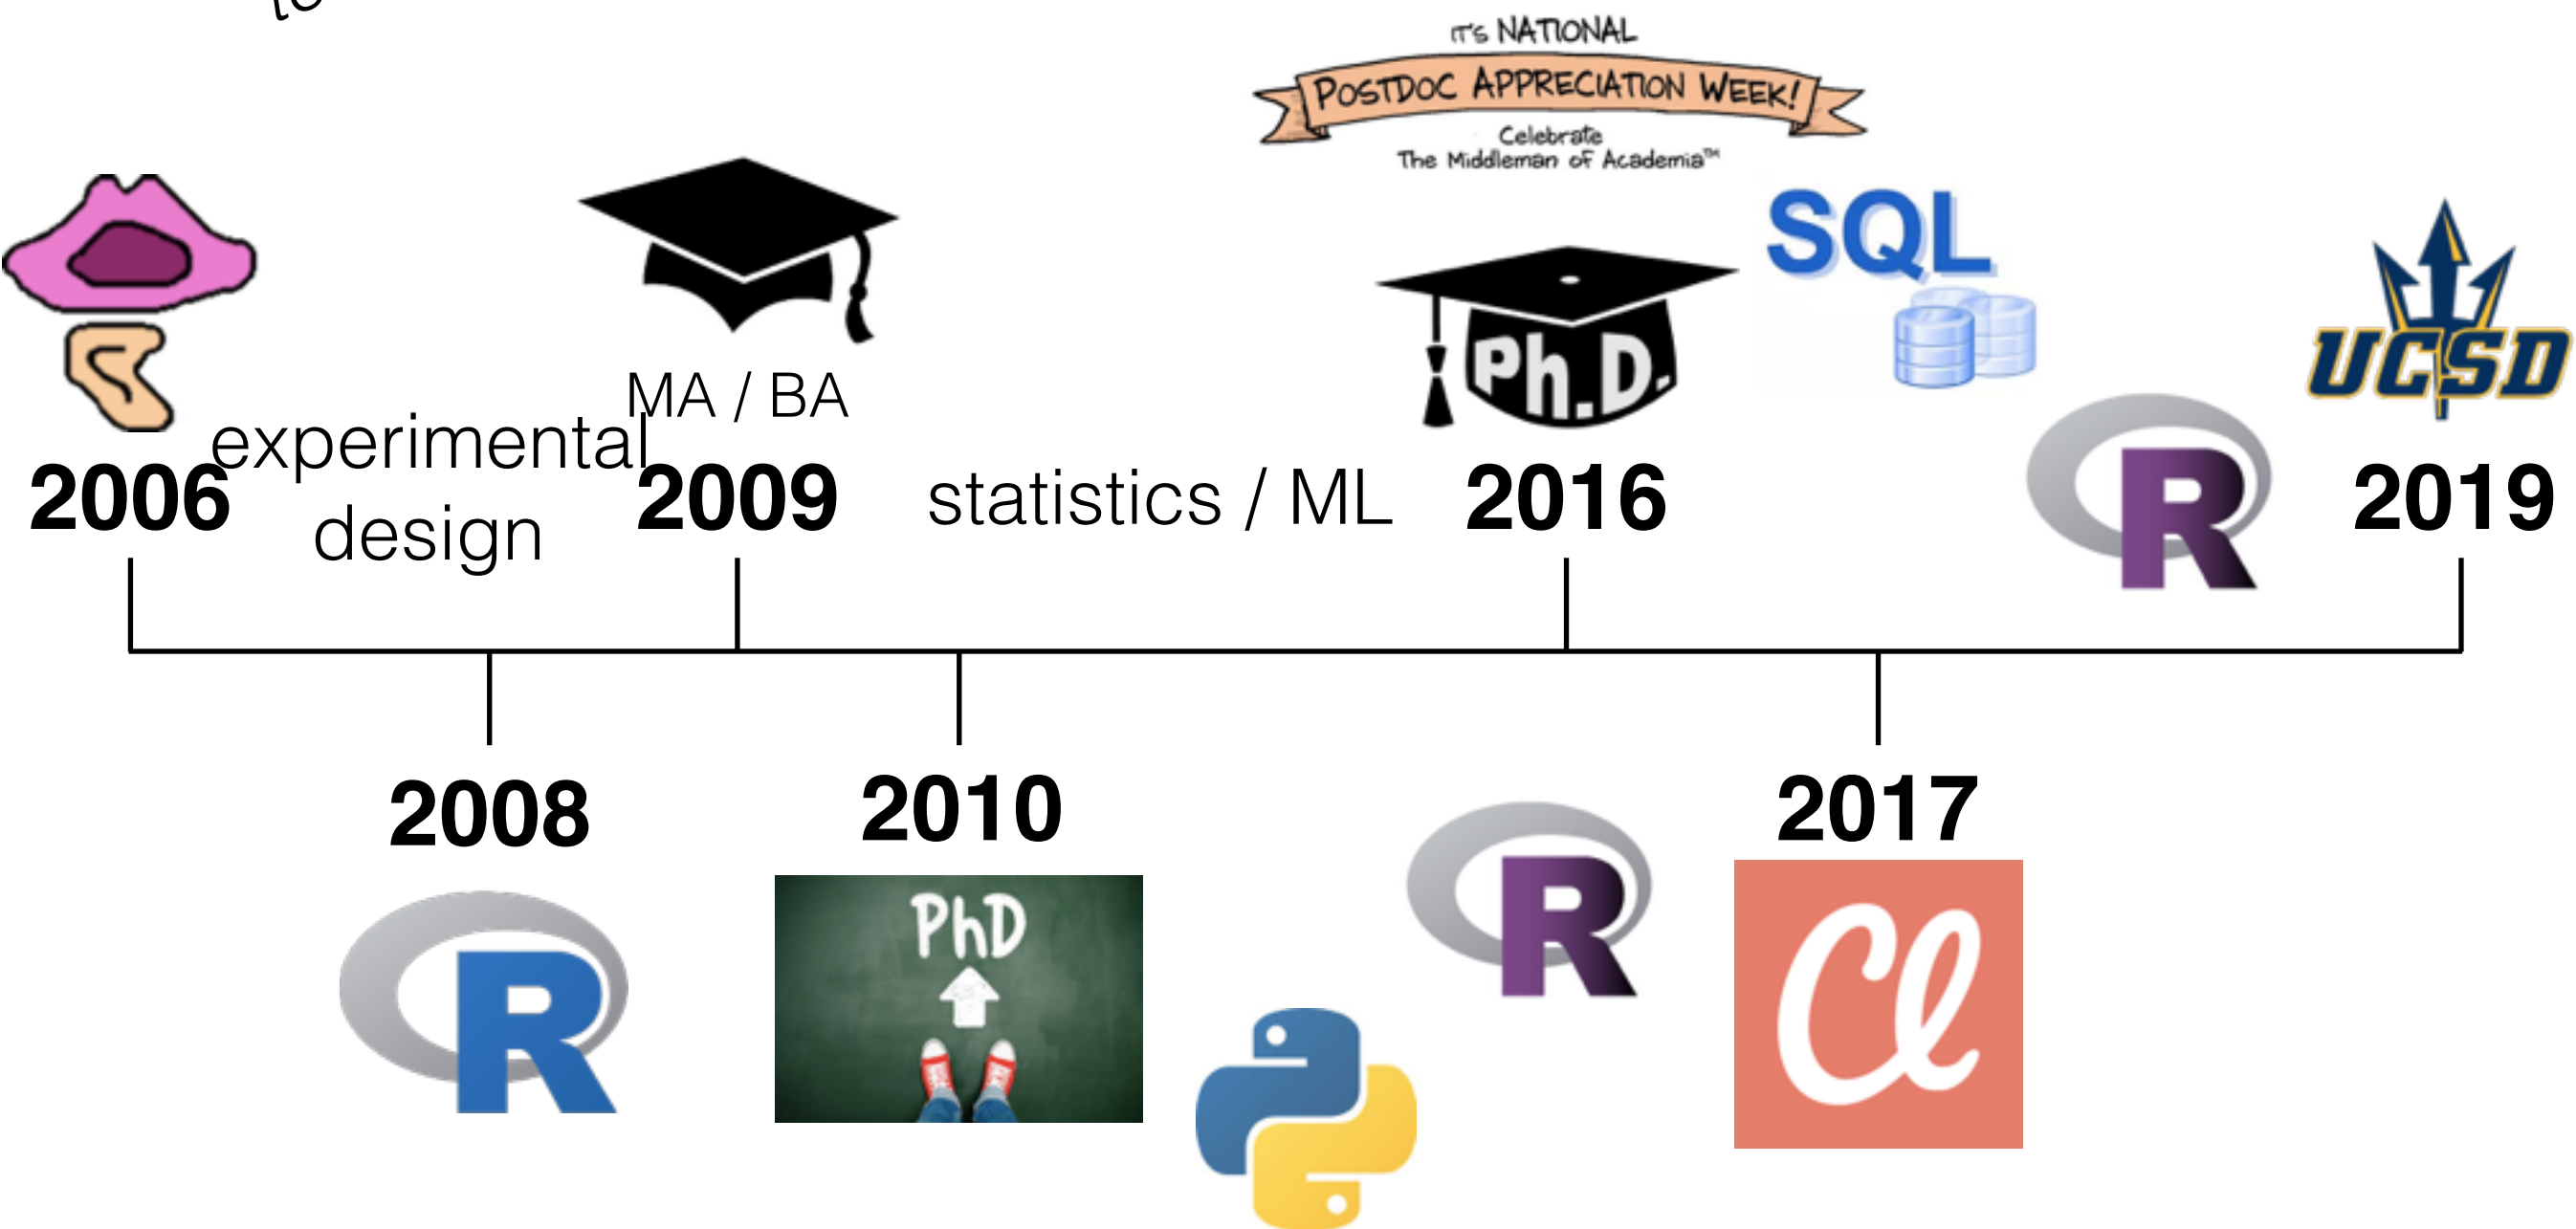 to
IT'S NATIONAL
POSTDOC APPRECIATION WEEK!
Celebrate
The Middleman of Academia™
SQL
Ph.D.
UCSD
MA / BA
experimental
design
2006
2009
statistics / ML
2016
R
2019
2008
2010
2017
R
PhD
R
Cl